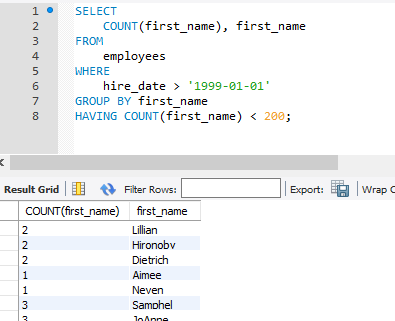 1 SELECT
2 COUNT(first_name), first_name
3 FROM
4 employees
5 WHERE
6 hire_date > '1999-01-01'
7 GROUP BY first_name
8 HAVING COUNT(first_name) < 200;
Result Grid Filter Rows: Export: Wrap C
COUNT(first_name) first_name
2 Lillian
2 Hironoby
2 Dietrich
1 Aimee
1 Neven
3 Samphel
3 JoAnne